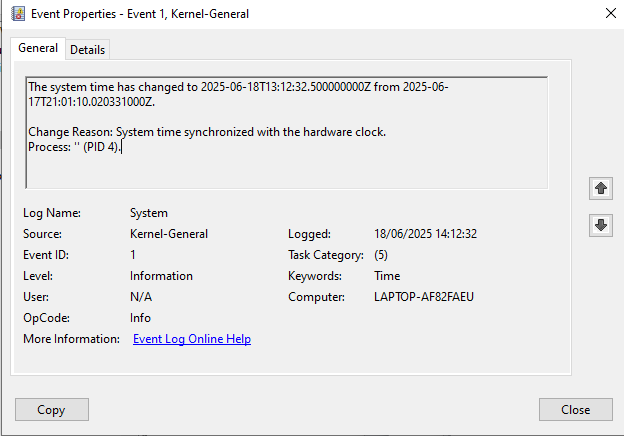 Event Properties - Event 1, Kernel-General
General
Details
The system time has changed to 2025-06-18T13:12:32.500000000Z from 2025-06-
17T21:01:10.020331000Z.
Change Reason: System time synchronized with the hardware clock.
Process: '' (PID 4).
Log Name: System
Source: Kernel-General Logged: 18/06/2025 14:12:32
Event ID: 1 Task Category: (5)
Level: Information Keywords: Time
User: N/A Computer: LAPTOP-AF82FAEU
OpCode: Info
More Information: Event Log Online Help
Copy Close